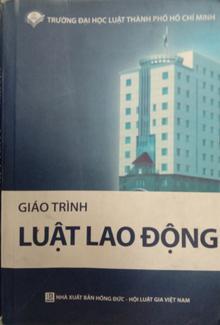 TRƯỜNG ĐẠI HỌC LUẬT THÀNH PHỐ HỒ CHÍ MINH
GIÁO TRÌNH
LUẬT LAO ĐỘNG
NHÀ XUẤT BẢN HỒNG ĐỨC - HỘI LUẬT GIA VIỆT NAM